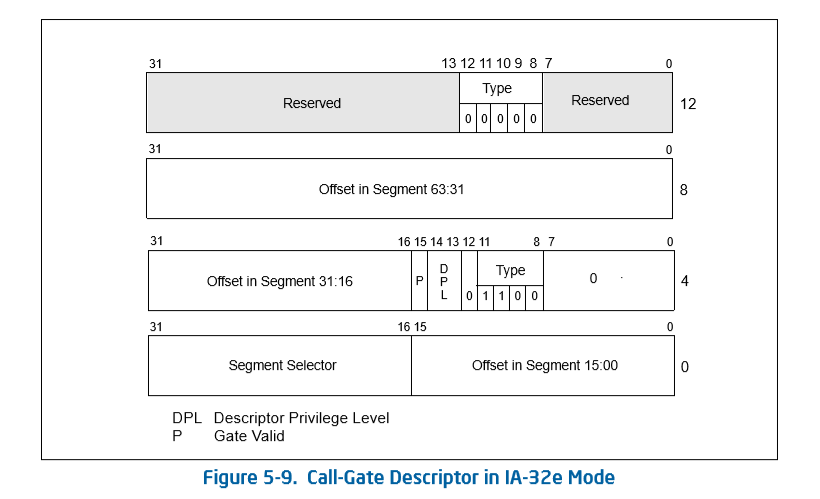 31 13 12 11 10 9 8 7 0
Type
Reserved 0 0 0 0 0 Reserved 12
31 0
Offset in Segment 63:31 8
31 16 15 14 13 12 11 8 7 0
Offset in Segment 31:16 P DPL 0 Type 1 1 0 0 0 4
31 16 15 0
Segment Selector Offset in Segment 15:00 0
DPL Descriptor Privilege Level
P Gate Valid
Figure 5-9. Call-Gate Descriptor in IA-32e Mode